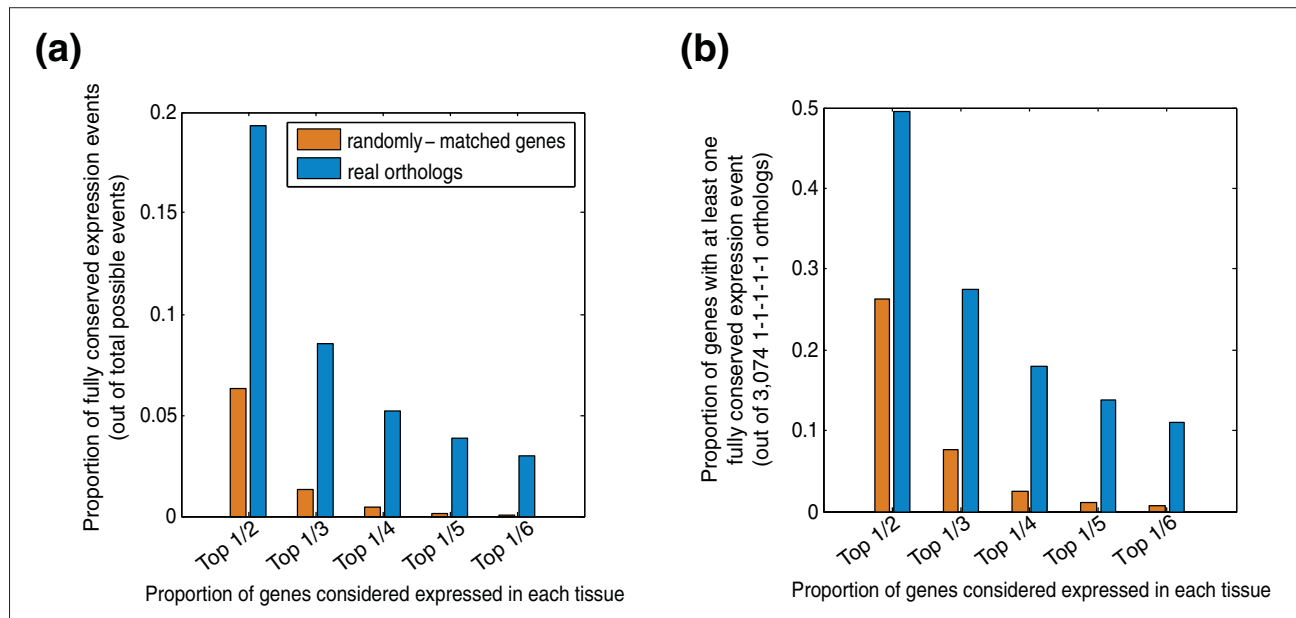 (a)
Proportion of fully conserved expression events
(out of total possible events)
0.2
0.15
0.1
0.05
0
randomly – matched genes
real orthologs
Top 1/2
Top 1/3
Top 1/4
Top 1/5
Top 1/6
Proportion of genes considered expressed in each tissue
(b)
Proportion of genes with at least one
fully conserved expression event
(out of 3,074 1-1-1-1-1 orthologs)
0.5
0.4
0.3
0.2
0.1
0
Top 1/2
Top 1/3
Top 1/4
Top 1/5
Top 1/6
Proportion of genes considered expressed in each tissue